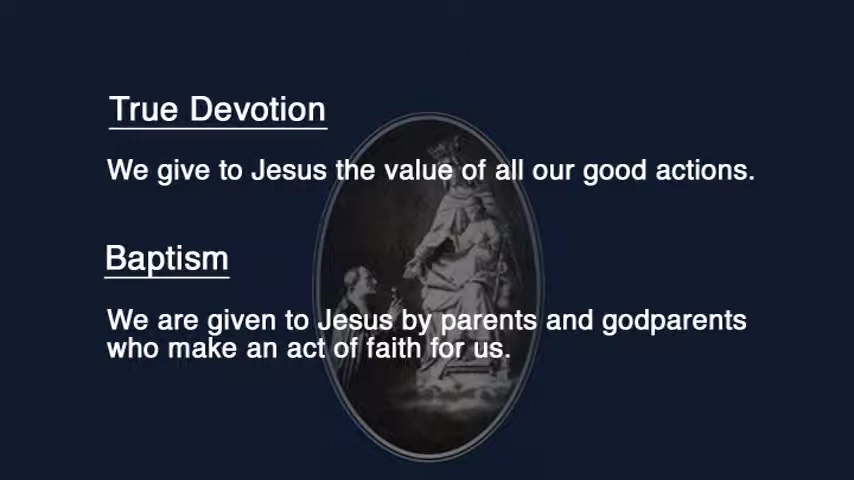 True Devotion
We give to Jesus the value of all our good actions.
Baptism
We are given to Jesus by parents and godparents
who make an act of faith for us.